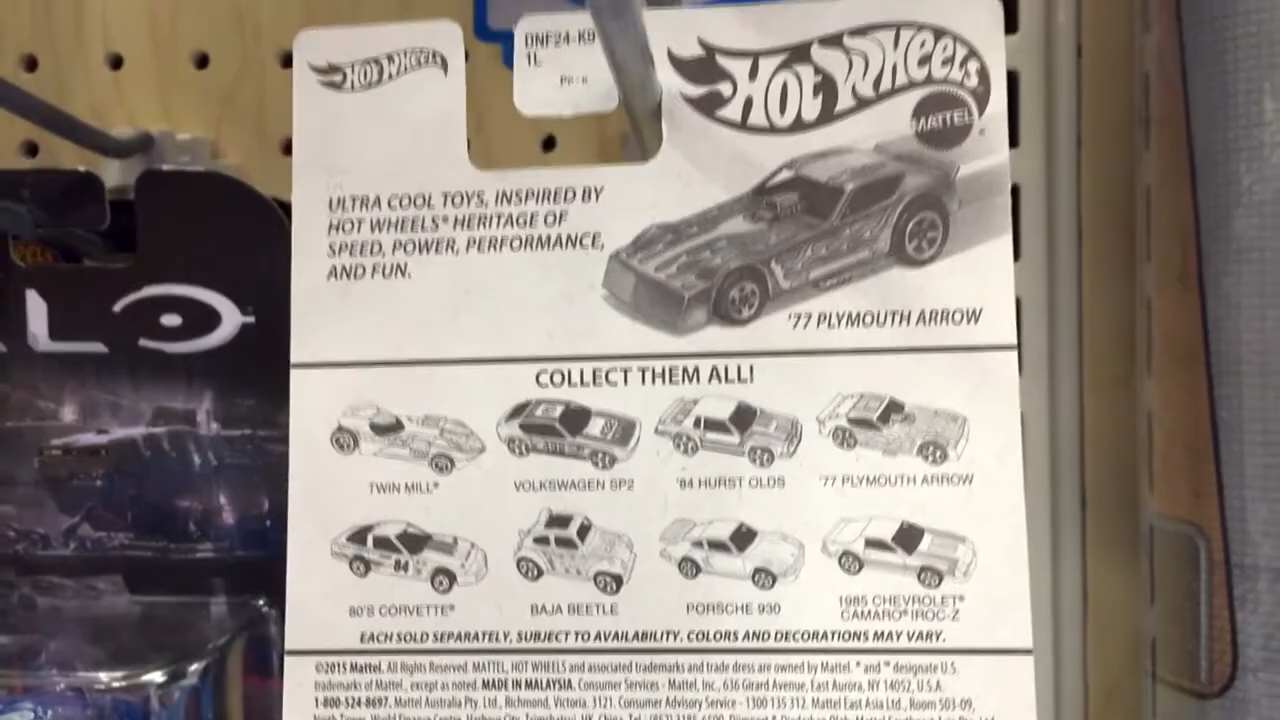 HOT WHEELS
DNF24-K9
1L
HOT WHEELS
MATTEL
ULTRA COOL TOYS, INSPIRED BY
HOT WHEELS® HERITAGE OF
SPEED, POWER, PERFORMANCE,
AND FUN.
'77 PLYMOUTH ARROW
LO
COLLECT THEM ALL!
TWIN MILL®
VOLKSWAGEN SP2
'84 HURST OLDS
'77 PLYMOUTH ARROW
84
80'S CORVETTE®
BAJA BEETLE
PORSCHE 930
1985 CHEVROLET®
CAMARO® IROC-Z
EACH SOLD SEPARATELY, SUBJECT TO AVAILABILITY. COLORS AND DECORATIONS MAY VARY.
©2015 Mattel. All Rights Reserved. MATTEL, HOT WHEELS and associated trademarks and trade dress are owned by Mattel. ® and ™ designate U.S.
trademarks of Mattel, except as noted. MADE IN MALAYSIA. Consumer Services - Mattel, Inc., 636 Girard Avenue, East Aurora, NY 14052, U.S.A.
1-800-524-8697. Mattel Australia Pty. Ltd., Richmond, Victoria. 3121. Consumer Advisory Service - 1300 135 312. Mattel East Asia Ltd., Room 503-09,